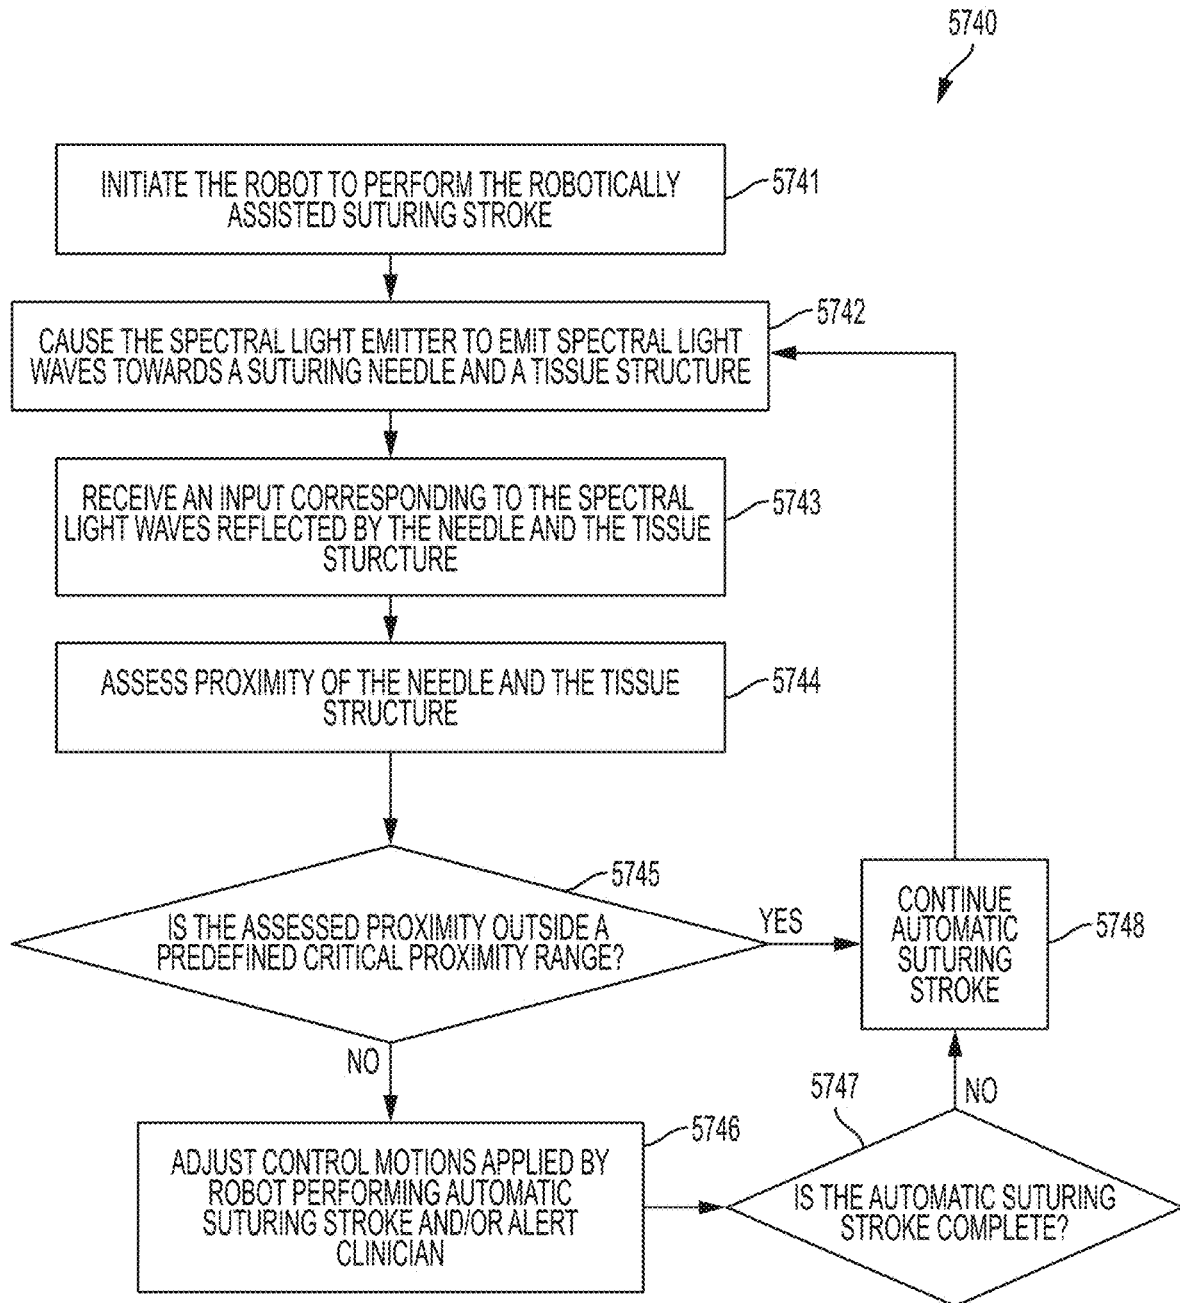 5740
INITIATE THE ROBOT TO PERFORM THE ROBOTICALLY
ASSISTED SUTURING STROKE
5741
CAUSE THE SPECTRAL LIGHT EMITTER TO EMIT SPECTRAL LIGHT
WAVES TOWARDS A SUTURING NEEDLE AND A TISSUE STRUCTURE
5742
RECEIVE AN INPUT CORRESPONDING TO THE SPECTRAL
LIGHT WAVES REFLECTED BY THE NEEDLE AND THE TISSUE
STURCTURE
5743
ASSESS PROXIMITY OF THE NEEDLE AND THE TISSUE
STRUCTURE
5744
IS THE ASSESSED PROXIMITY OUTSIDE A
PREDEFINED CRITICAL PROXIMITY RANGE?
5745
YES
CONTINUE
AUTOMATIC
SUTURING
STROKE
5748
NO
ADJUST CONTROL MOTIONS APPLIED BY
ROBOT PERFORMING AUTOMATIC
SUTURING STROKE AND/OR ALERT
CLINICIAN
5746
5747
NO
IS THE AUTOMATIC SUTURING
STROKE COMPLETE?